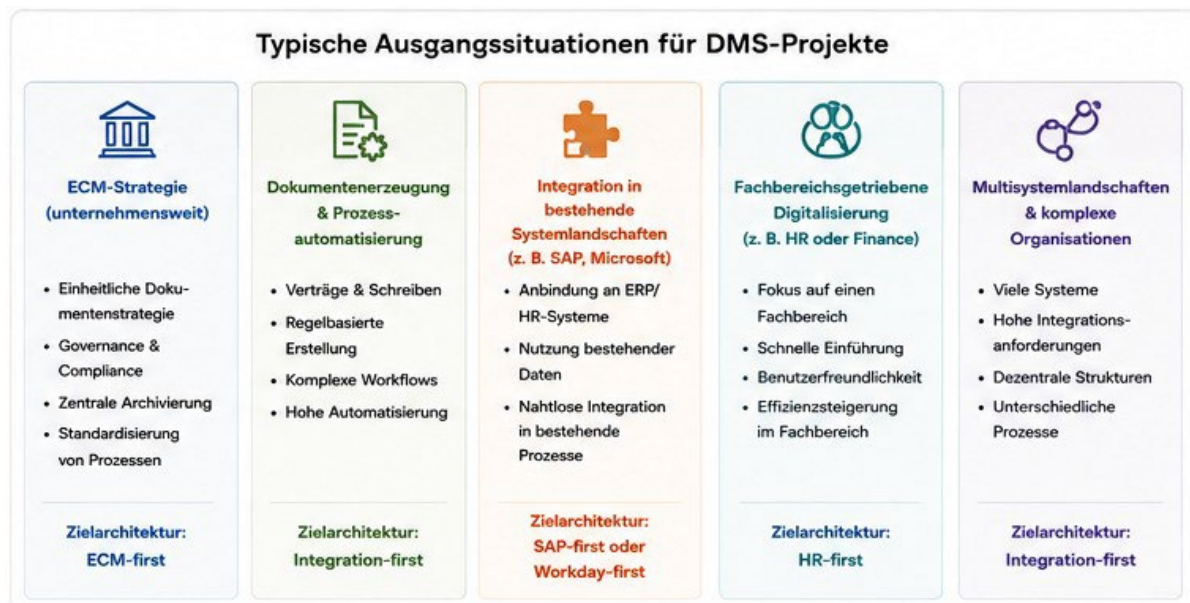 Typische Ausgangssituationen für DMS-Projekte
ECM-Strategie
(unternehmensweit)
• Einheitliche Doku-
mentenstrategie
• Governance &
Compliance
• Zentrale Archivierung
• Standardisierung
von Prozessen
Zielarchitektur:
ECM-first
Dokumentenerzeugung
& Prozess-
automatisierung
• Verträge & Schreiben
• Regelbasierte
Erstellung
• Komplexe Workflows
• Hohe Automatisierung
Zielarchitektur:
Integration-first
Integration in
bestehende
Systemlandschaften
(z. B. SAP, Microsoft)
• Anbindung an ERP/
HR-Systeme
• Nutzung bestehender
Daten
• Nahtlose Integration
in bestehende
Prozesse
Zielarchitektur:
SAP-first oder
Workday-first
Fachbereichsgetriebene
Digitalisierung
(z. B. HR oder Finance)
• Fokus auf einen
Fachbereich
• Schnelle Einführung
• Benutzerfreundlichkeit
• Effizienzsteigerung
im Fachbereich
Zielarchitektur:
HR-first
Multisystemlandschaften
& komplexe
Organisationen
• Viele Systeme
• Hohe Integrations-
anforderungen
• Dezentrale Strukturen
• Unterschiedliche
Prozesse
Zielarchitektur:
Integration-first